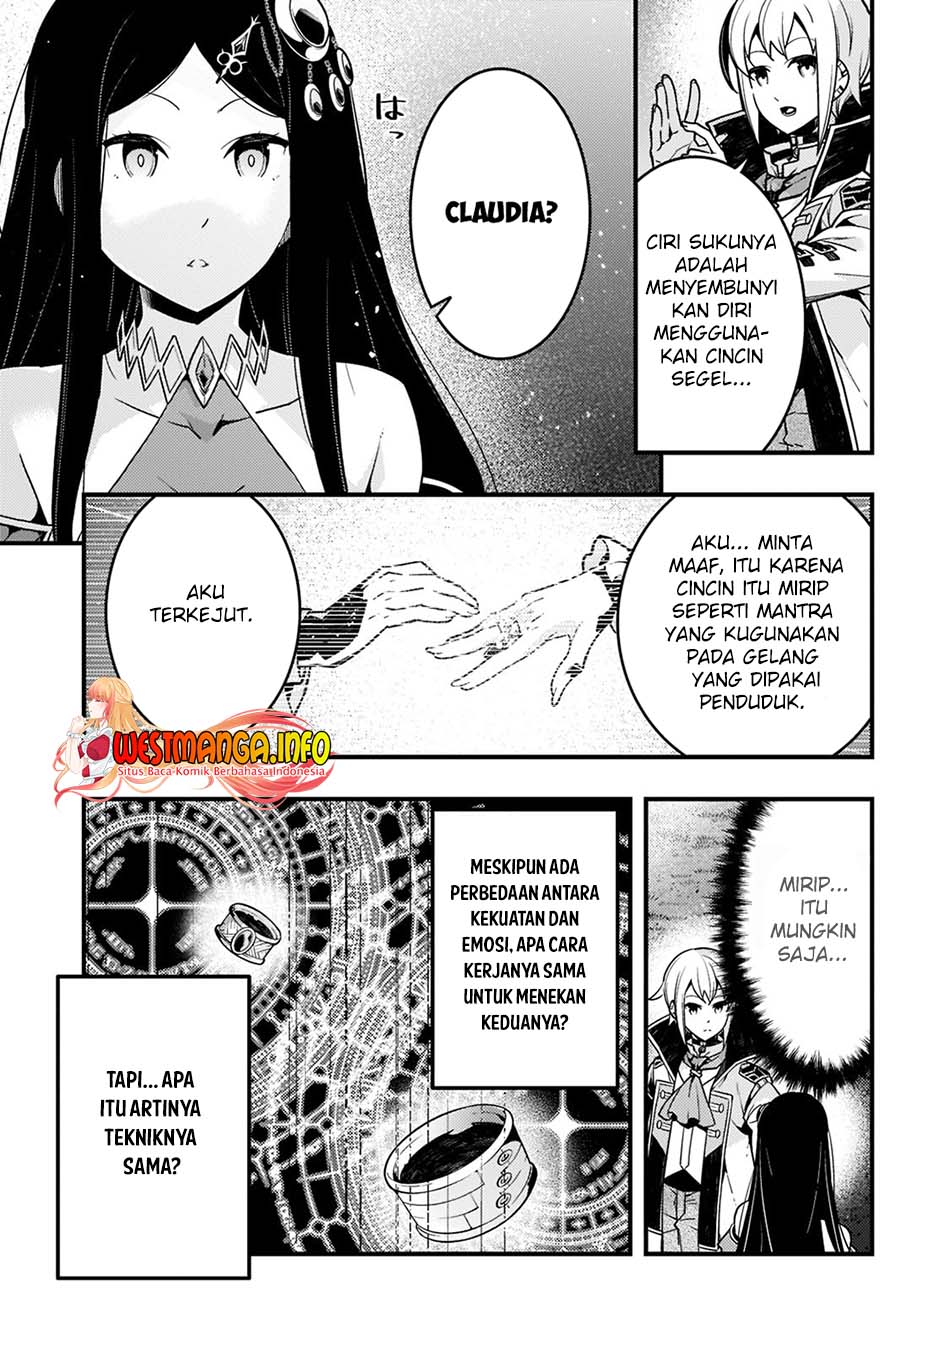 CIRI SUKUNYA
ADALAH
MENYEMBUNYI
KAN DIRI
MENGGUNA-
KAN CINCIN
SEGEL...
はっ
CLAUDIA?
AKU... MINTA
MAAF, ITU KARENA
CINCIN ITU MIRIP
SEPERTI MANTRA
YANG KUGUNAKAN
PADA GELANG
YANG DIPAKAI
PENDUDUK.
AKU
TERKEJUT.
WESTMANGA.INFO
Situs Baca Komik Berbahasa Indonesia
MIRIP...
ITU
MUNGKIN
SAJA...
MESKIPUN ADA
PERBEDAAN ANTARA
KEKUATAN DAN
EMOSI, APA CARA
KERJANYA SAMA
UNTUK MENEKAN
KEDUANYA?
TAPI... APA
ITU ARTINYA
TEKNIKNYA
SAMA?